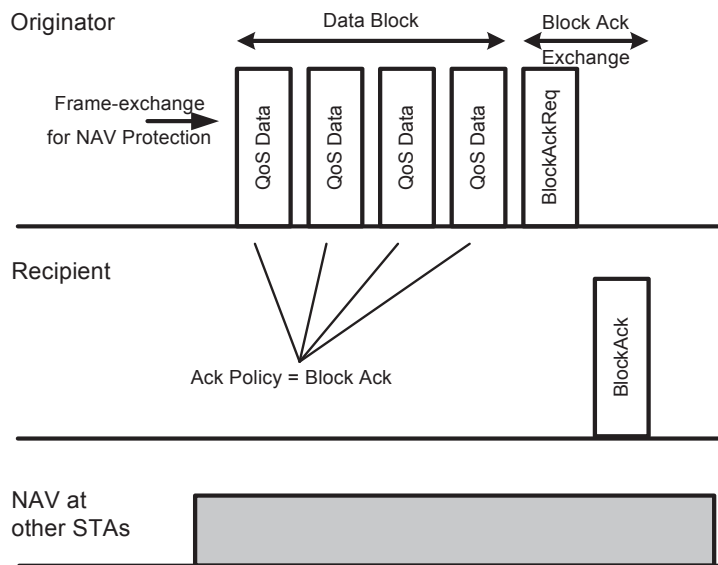 Originator
Data Block
Block Ack
Exchange
Frame-exchange
for NAV Protection
QoS Data
QoS Data
QoS Data
QoS Data
BlockAckReq
Recipient
Ack Policy = Block Ack
BlockAck
NAV at
other STAs